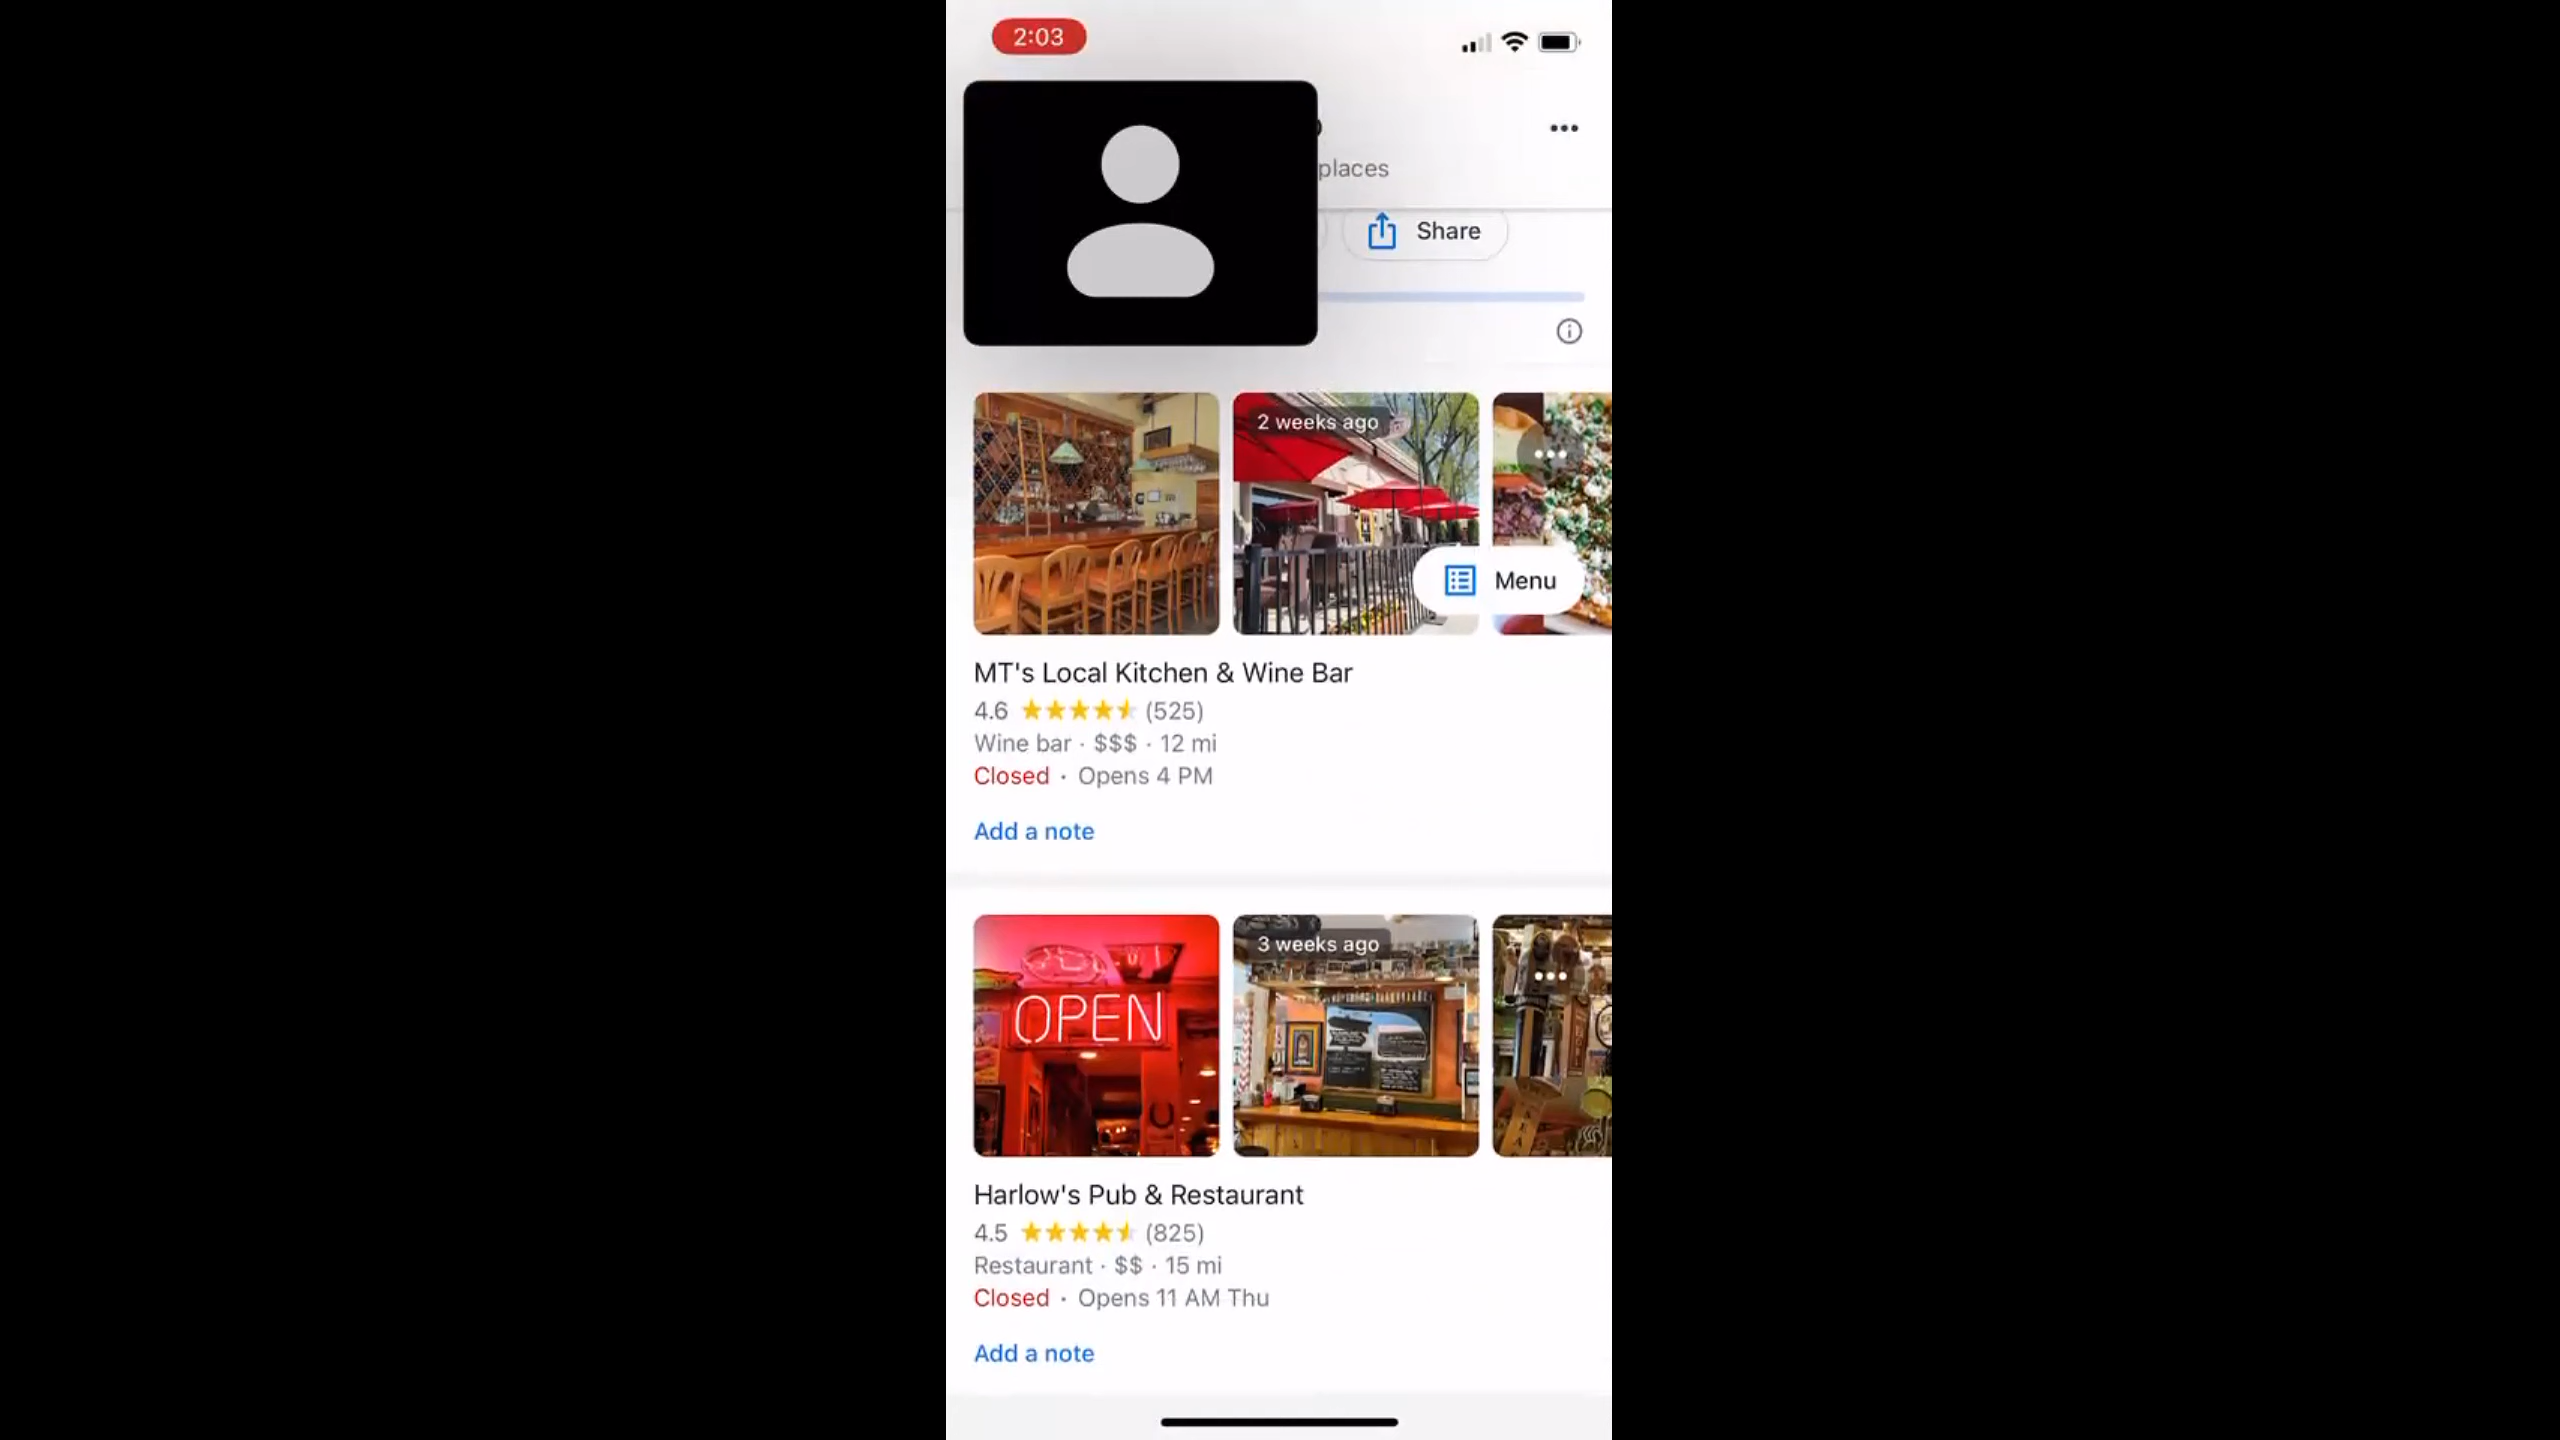 2:03
places
Share
2 weeks ago
Menu
MT's Local Kitchen & Wine Bar
4.6 (525)
Wine bar · $$$ · 12 mi
Closed · Opens 4 PM
Add a note
3 weeks ago
OPEN
Harlow's Pub & Restaurant
4.5 (825)
Restaurant · $$ · 15 mi
Closed · Opens 11 AM Thu
Add a note